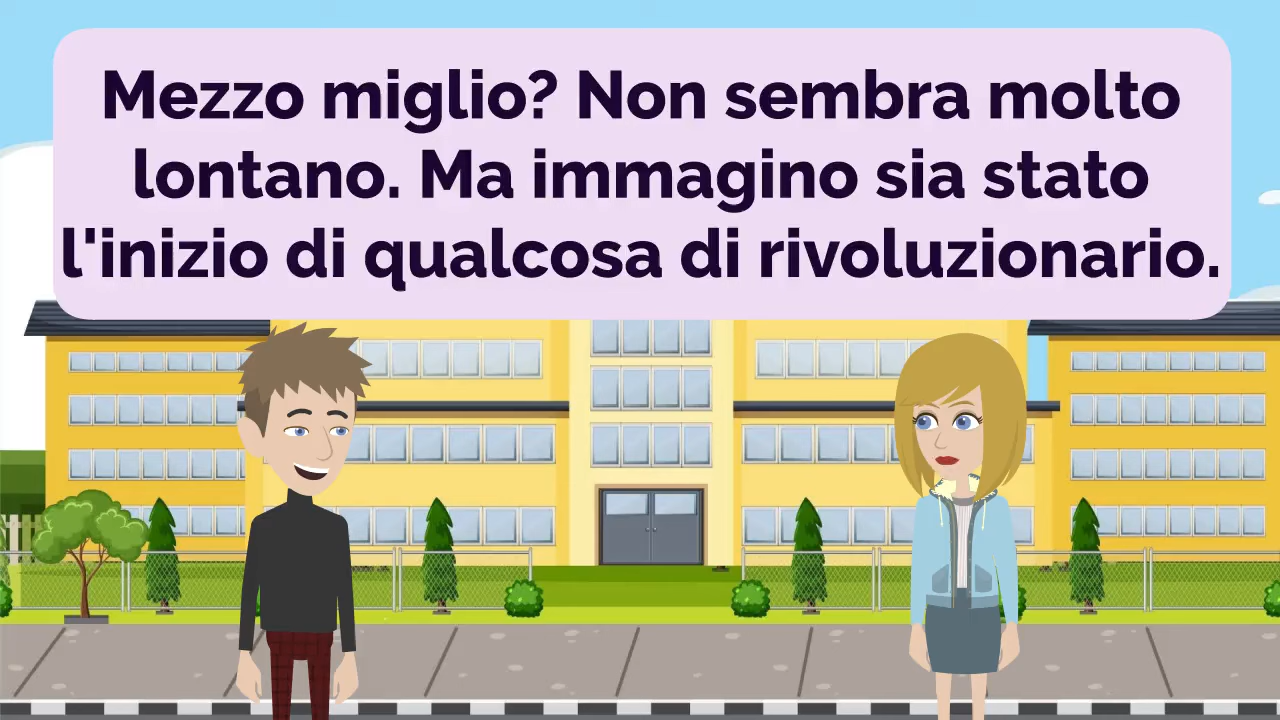 Mezzo miglio? Non sembra molto
lontano. Ma immagino sia stato
l'inizio di qualcosa di rivoluzionario.